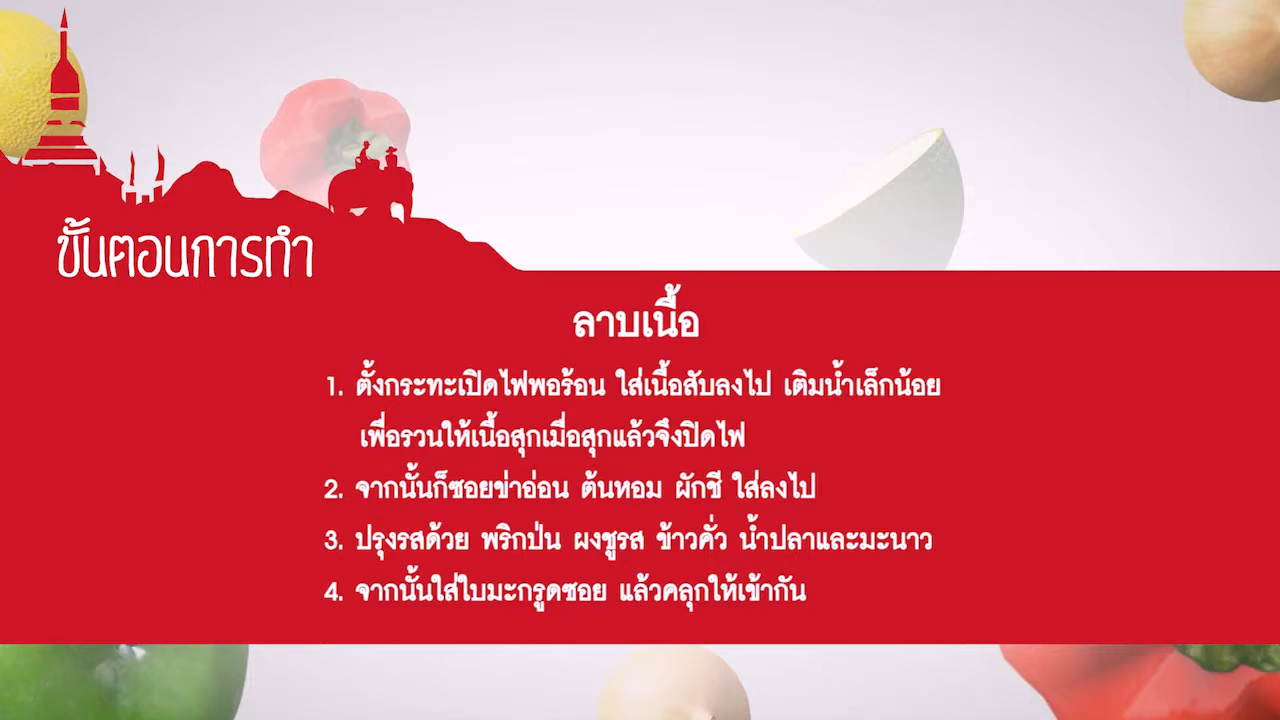 ขั้นตอนการทำ
ลาบเนื้อ
1. ตั้งกระทะเปิดไฟพอร้อน ใส่เนื้อสับลงไป เติมน้ำเล็กน้อย
เพื่อรวนให้เนื้อสุกเมื่อสุกแล้วจึงปิดไฟ
2. จากนั้นก็ซอยข่าอ่อน ต้นหอม ผักชี ใส่ลงไป
3. ปรุงรสด้วย พริกป่น ผงชูรส ข้าวคั่ว น้ำปลาและมะนาว
4. จากนั้นใส่ใบมะกรูดซอย แล้วคลุกให้เข้ากัน